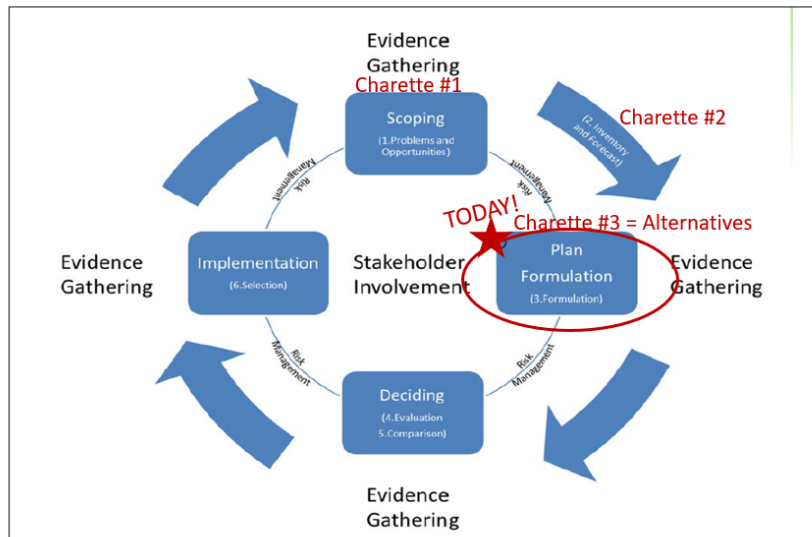 Evidence
Gathering
Charette #1
Scoping
(1.Problems and
Opportunities)
Charette #2
(2. Inventory
and Forecast)
Risk
Management
Risk
Management
TODAY!
Charette #3 = Alternatives
Evidence
Gathering
Implementation
(6.Selection)
Stakeholder
Involvement
Plan
Formulation
(3.Formulation)
Evidence
Gathering
Risk
Management
Risk
Management
Deciding
(4.Evaluation
5.Comparison)
Evidence
Gathering